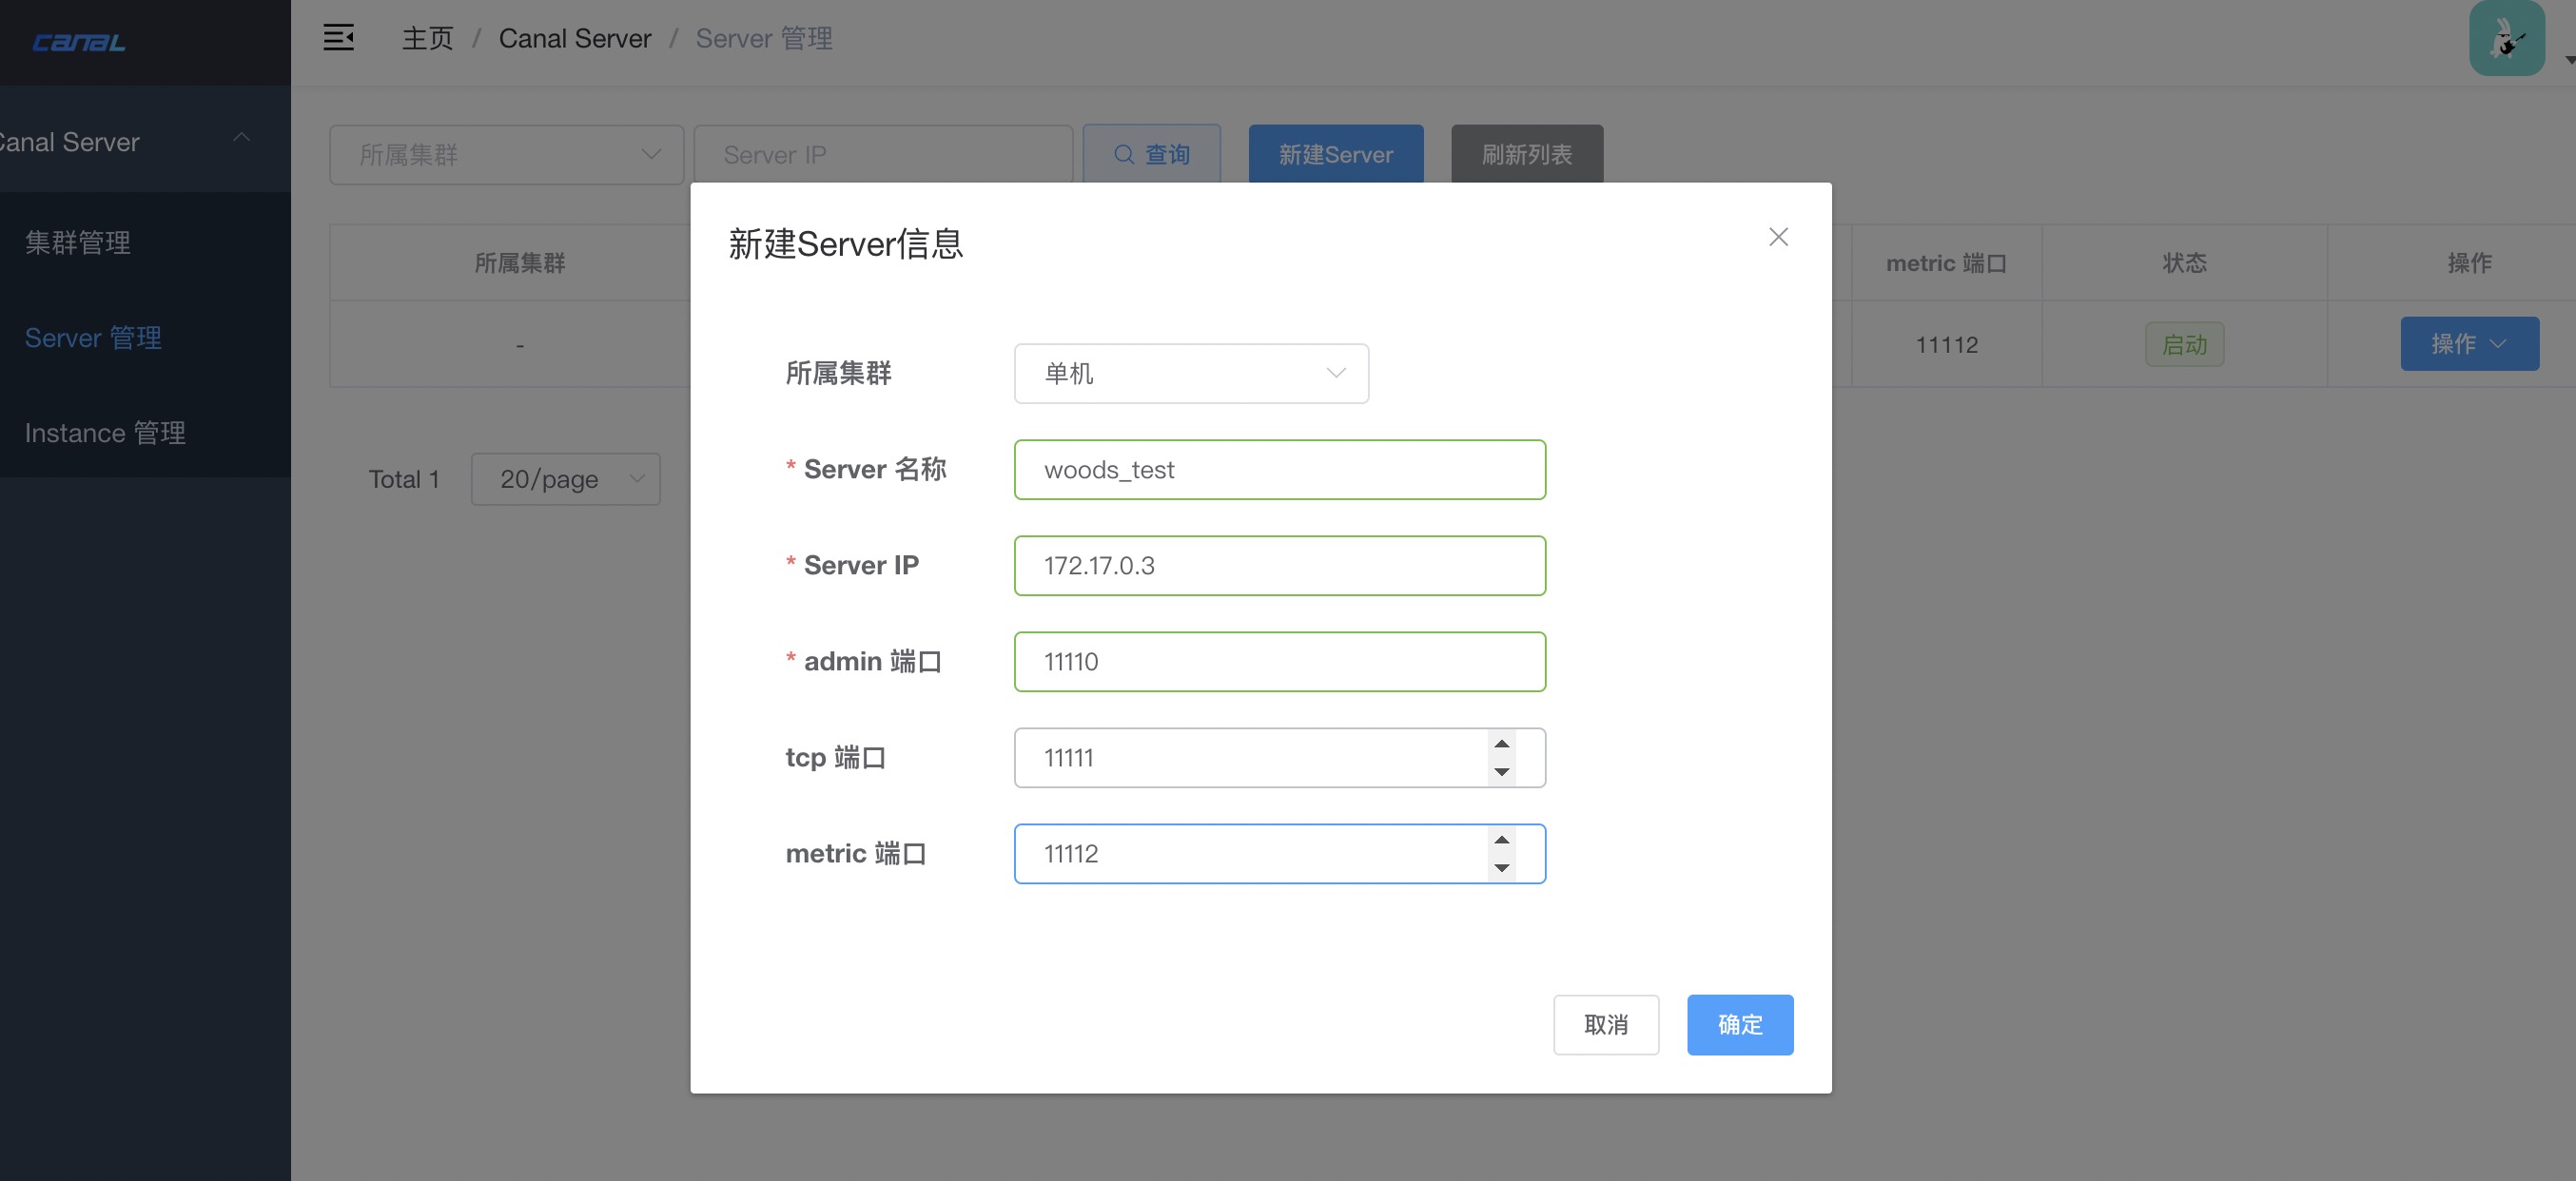 canal
主页 / Canal Server / Server 管理
Canal Server
集群管理
Server 管理
Instance 管理
所属集群
Server IP
查询
新建Server
刷新列表
所属集群
metric 端口
状态
操作
-
11112
启动
操作
Total 1
20/page
新建Server信息
所属集群
单机
* Server 名称
woods_test
* Server IP
172.17.0.3
* admin 端口
11110
tcp 端口
11111
metric 端口
11112
取消
确定